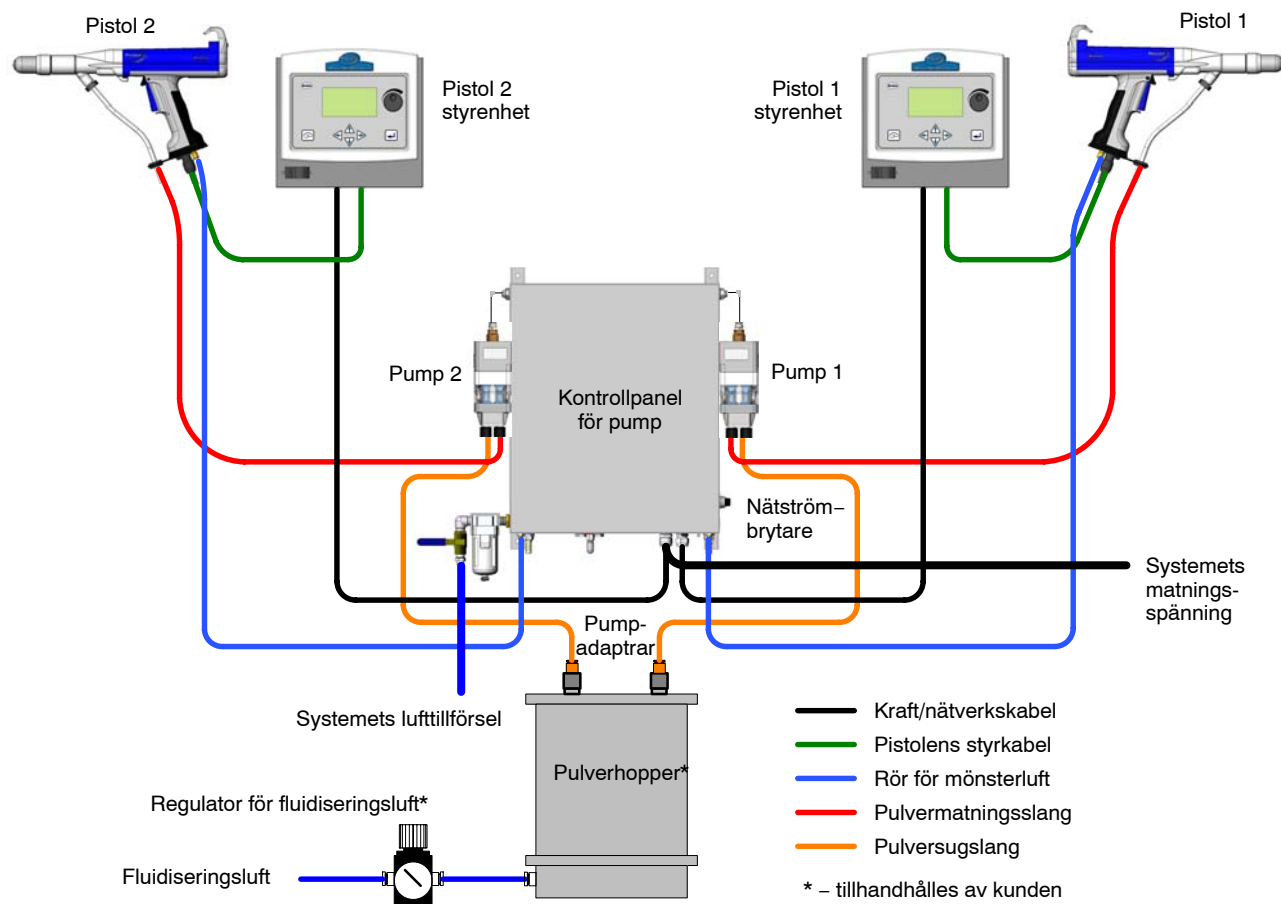 Pistol 2
Pistol 1
Pistol 2
styrenhet
Pistol 1
styrenhet
Pump 2
Kontrollpanel
för pump
Pump 1
Nätström–
brytare
Systemets
matnings-
spänning
Pump-
adaptrar
Systemets lufttillförsel
Pulverhopper*
Regulator för fluidiseringsluft*
Fluidiseringsluft
Kraft/nätverkskabel
Pistolens styrkabel
Rör för mönsterluft
Pulvermatningsslang
Pulversugslang
* – tillhandhålles av kunden